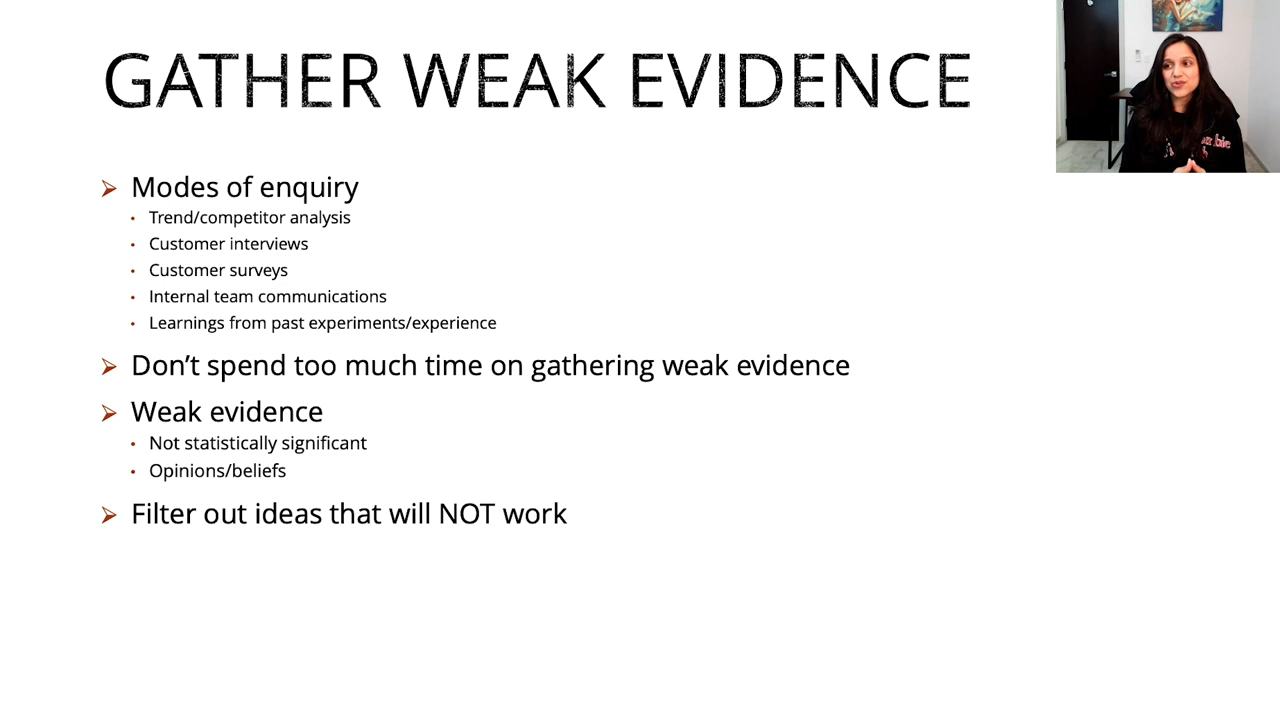 GATHER WEAK EVIDENCE
Modes of enquiry
Trend/competitor analysis
Customer interviews
Customer surveys
Internal team communications
Learnings from past experiments/experience
Don’t spend too much time on gathering weak evidence
Weak evidence
Not statistically significant
Opinions/beliefs
Filter out ideas that will NOT work